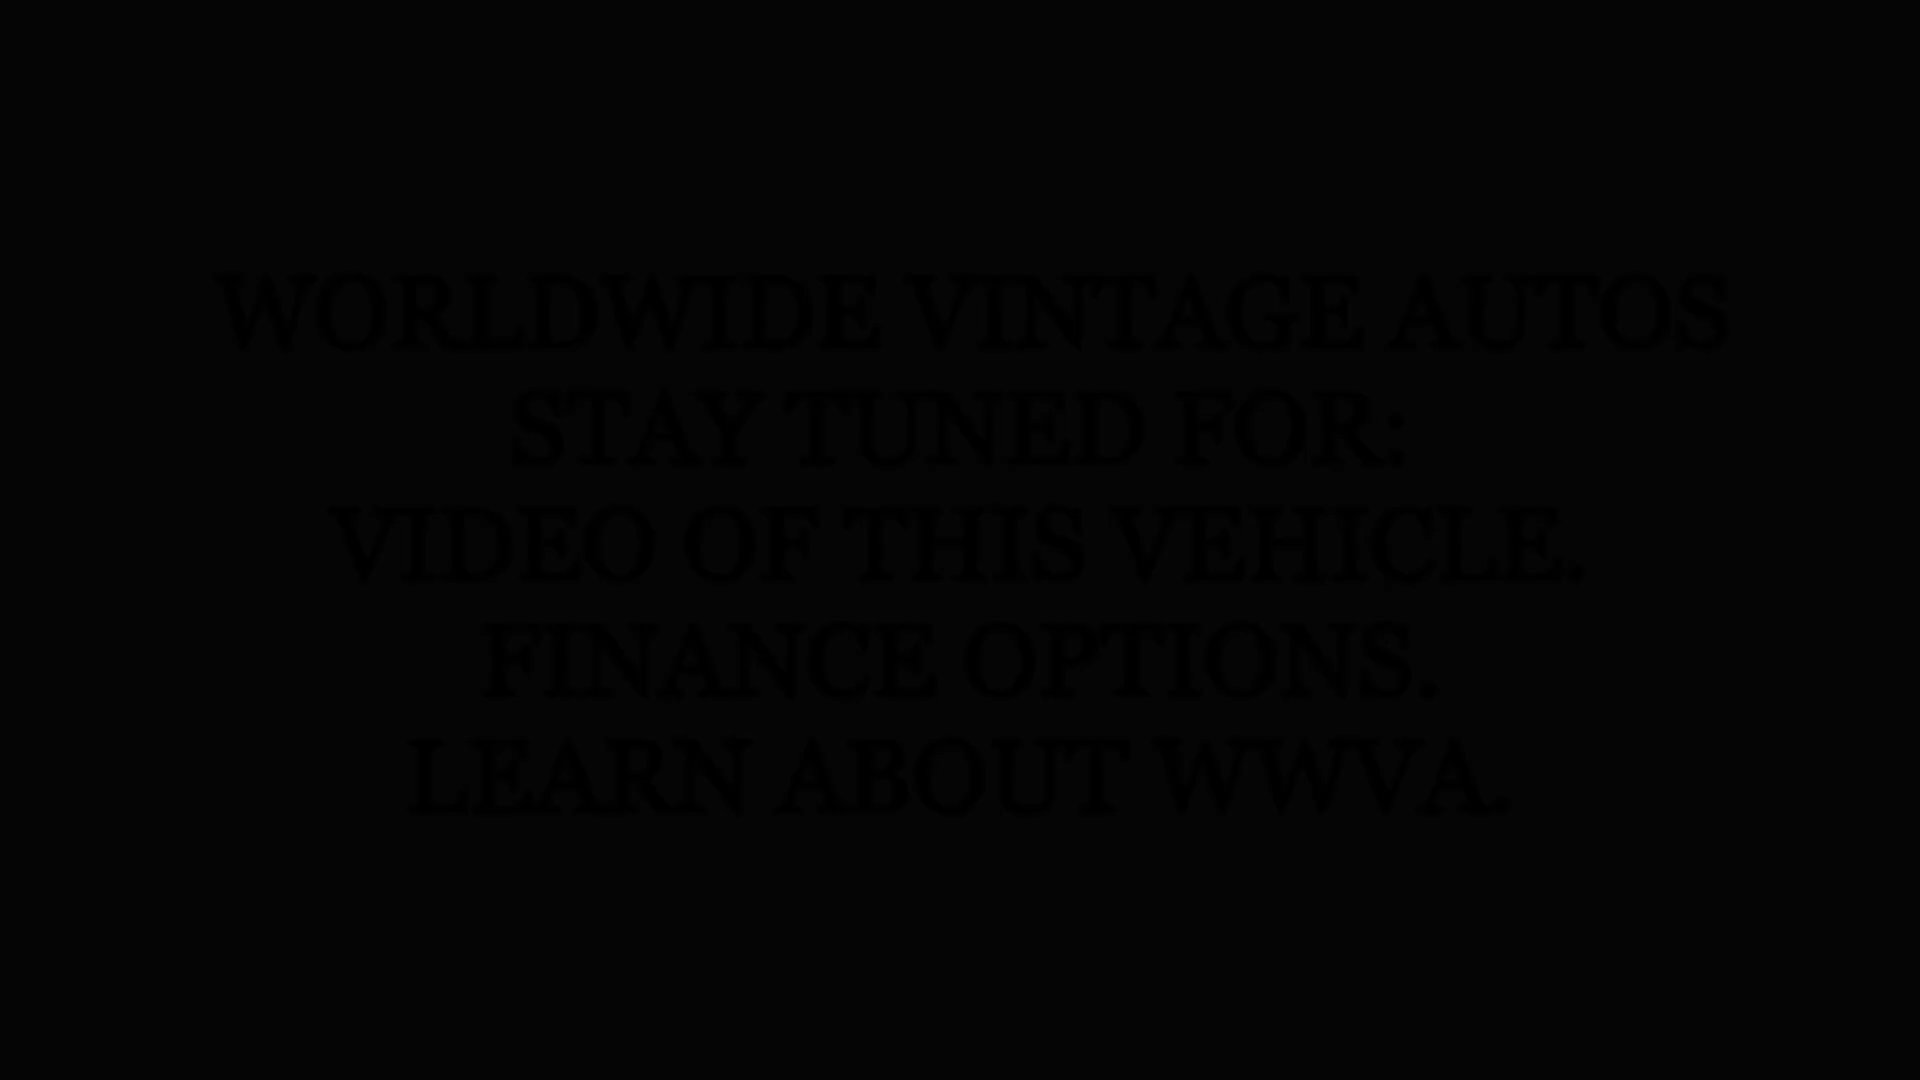 WORLDWIDE VINTAGE AUTOS
STAY TUNED FOR:
VIDEO OF THIS VEHICLE.
FINANCE OPTIONS.
LEARN ABOUT WWVA.